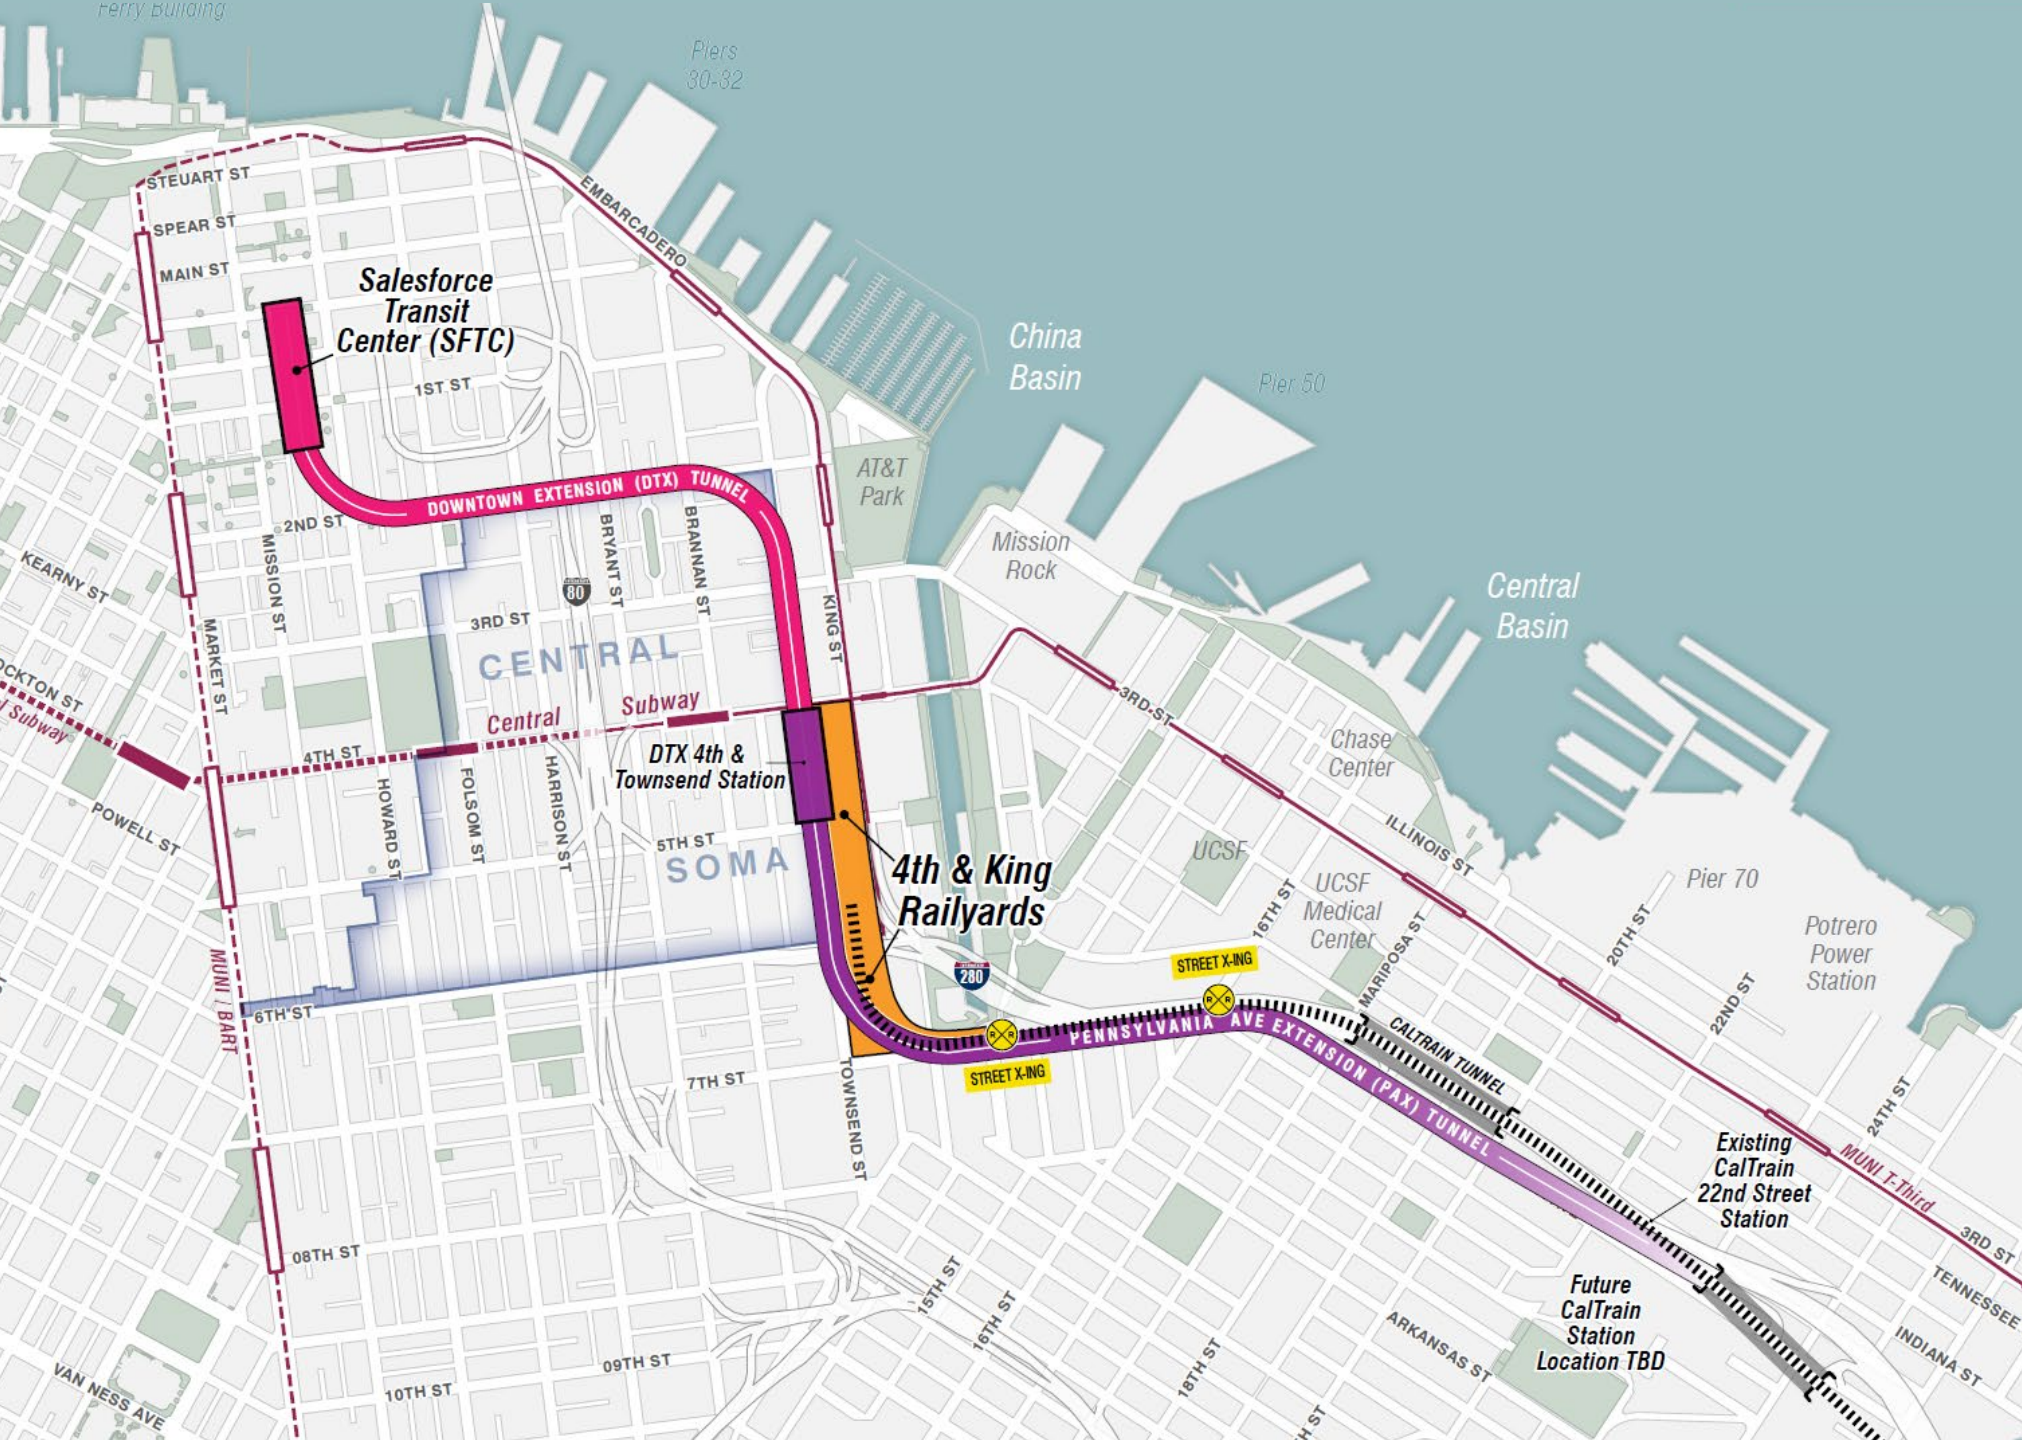 Ferry Building
Piers
30-32
STEUART ST
SPEAR ST
MAIN ST
EMBARCADERO
Salesforce
Transit
Center (SFTC)
1ST ST
China
Basin
Pier 50
AT&T
Park
DOWNTOWN EXTENSION (DTX) TUNNEL
2ND ST
MISSION ST
KEARNY ST
80
BRYANT ST
BRANNAN ST
3RD ST
KING ST
Mission
Rock
Central
Basin
MARKET ST
CENTRAL
Central
Subway
Subway
4TH ST
DTX 4th &
Townsend Station
3RD ST
Chase
Center
POWELL ST
HOWARD ST
FOLSOM ST
HARRISON ST
5TH ST
SOMA
4th & King
Railyards
UCSF
ILLINOIS ST
UCSF
Medical
Center
16TH ST
MARIPOSA ST
Pier 70
20TH ST
22ND ST
Potrero
Power
Station
280
STREET X-ING
R R
MUNI / BART
6TH ST
R R
STREET X-ING
PENNSYLVANIA AVE EXTENSION (PAX) TUNNEL
CALTRAIN TUNNEL
7TH ST
TOWNSEND ST
24TH ST
Existing
CalTrain
22nd Street
Station
MUNI T-Third
3RD ST
TENNESSEE
INDIANA ST
08TH ST
15TH ST
16TH ST
18TH ST
ARKANSAS ST
Future
CalTrain
Station
Location TBD
09TH ST
10TH ST
VAN NESS AVE